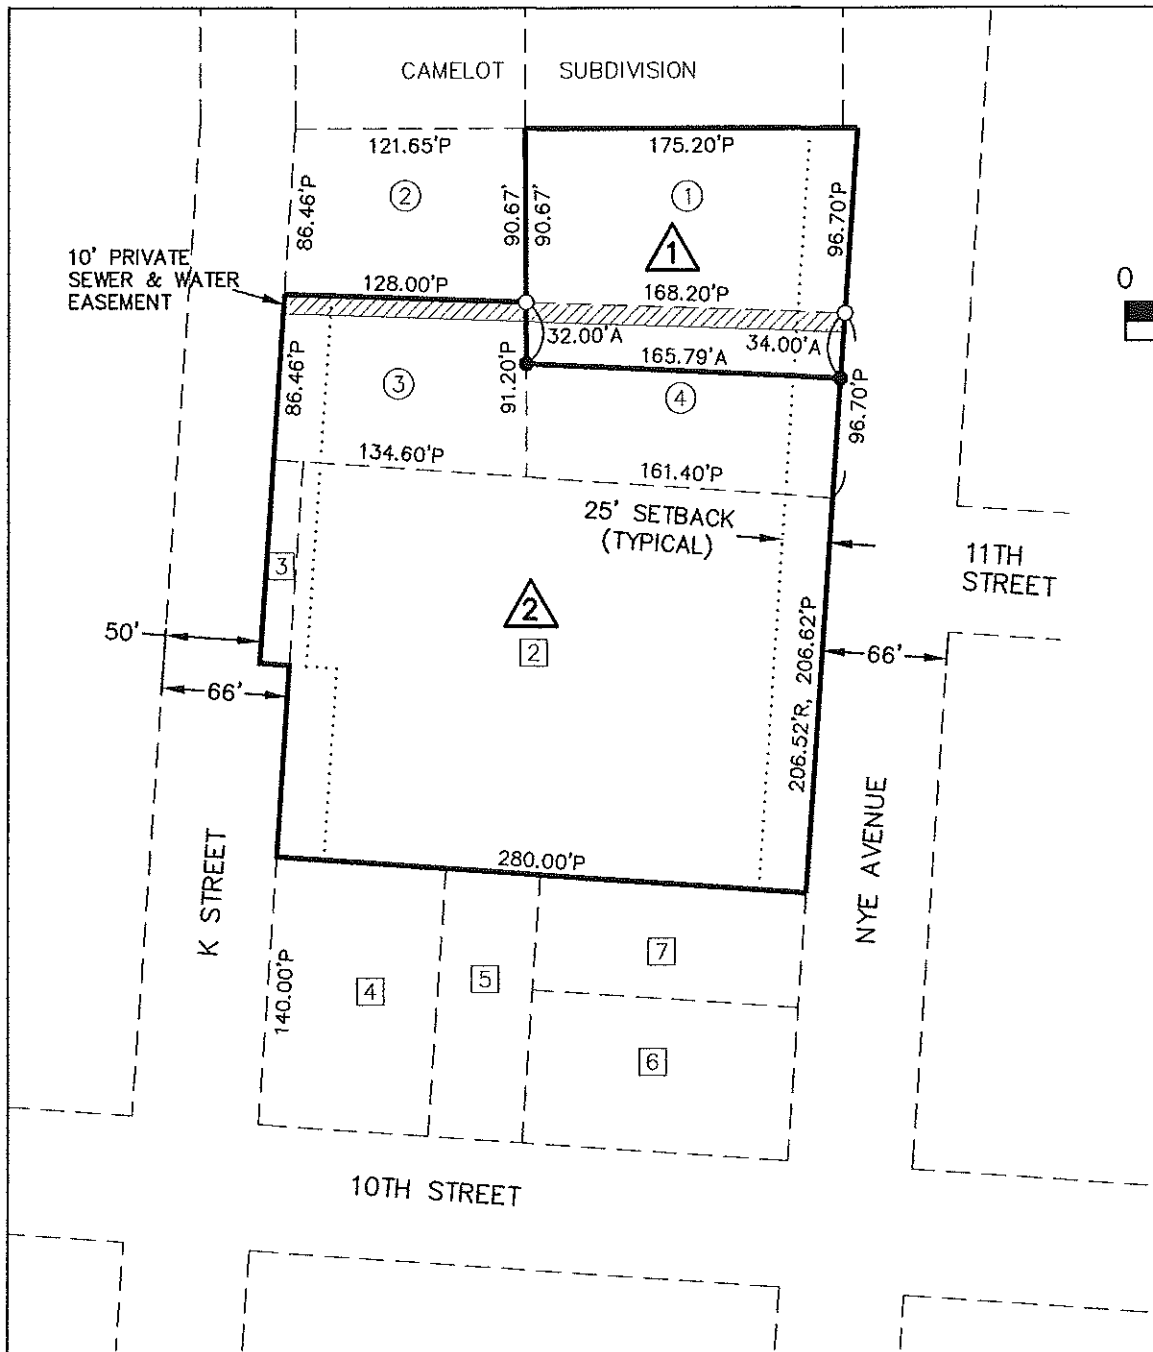 CAMELOT SUBDIVISION
121.65'P
175.20'P
2
1
86.46'P
90.67'
90.67'
96.70'P
1
10' PRIVATE
SEWER & WATER
EASEMENT
128.00'P
168.20'P
0
32.00'A
34.00'A
165.79'A
86.46'P
3
91.20'P
4
96.70'P
134.60'P
161.40'P
25' SETBACK
(TYPICAL)
11TH
STREET
3
2
2
50'
66'
66'
206.52'R, 206.62'P
K STREET
NYE AVENUE
280.00'P
140.00'P
4
5
7
6
10TH STREET